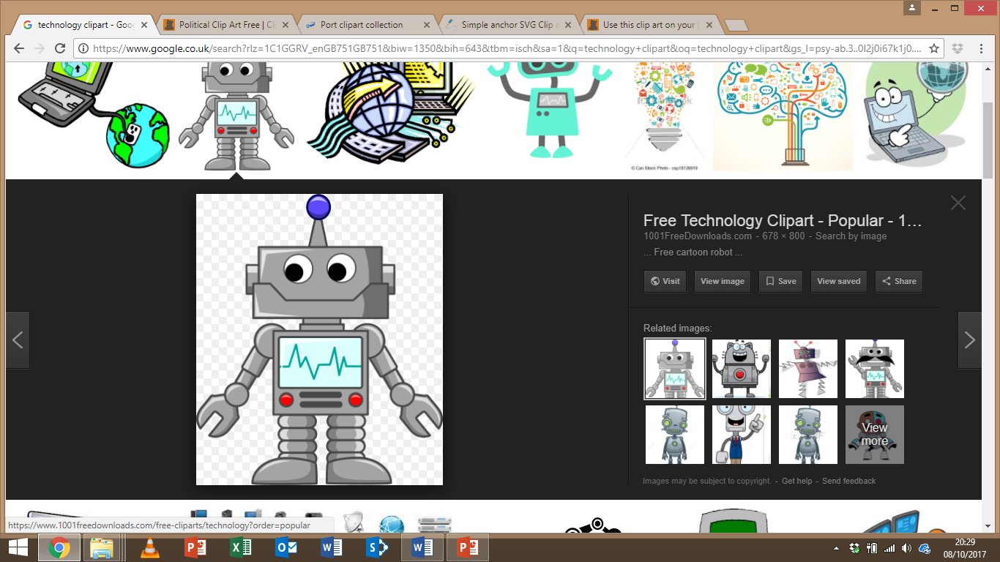 technology clipart - Goo
Political Clip Art Free | Cl
Port clipart collection
Simple anchor SVG Clip a
Use this clip art on your |
https://www.google.co.uk/search?rlz=1C1GGRV_enGB751GB751&biw=1350&bih=643&tbm=isch&sa=1&q=technology+clipart&oq=technology+clipart&gs_l=psy-ab.3..0l2j0i67k1j0....
© Can Stock Photo - csp18138919
Free Technology Clipart - Popular - 1...
1001FreeDownloads.com - 678 × 800 - Search by image
... Free cartoon robot ...
Visit
View image
Save
View saved
Share
Related images:
View
more
Images may be subject to copyright. - Get help - Send feedback
https://www.1001freedownloads.com/free-cliparts/technology?order=popular
20:29
08/10/2017